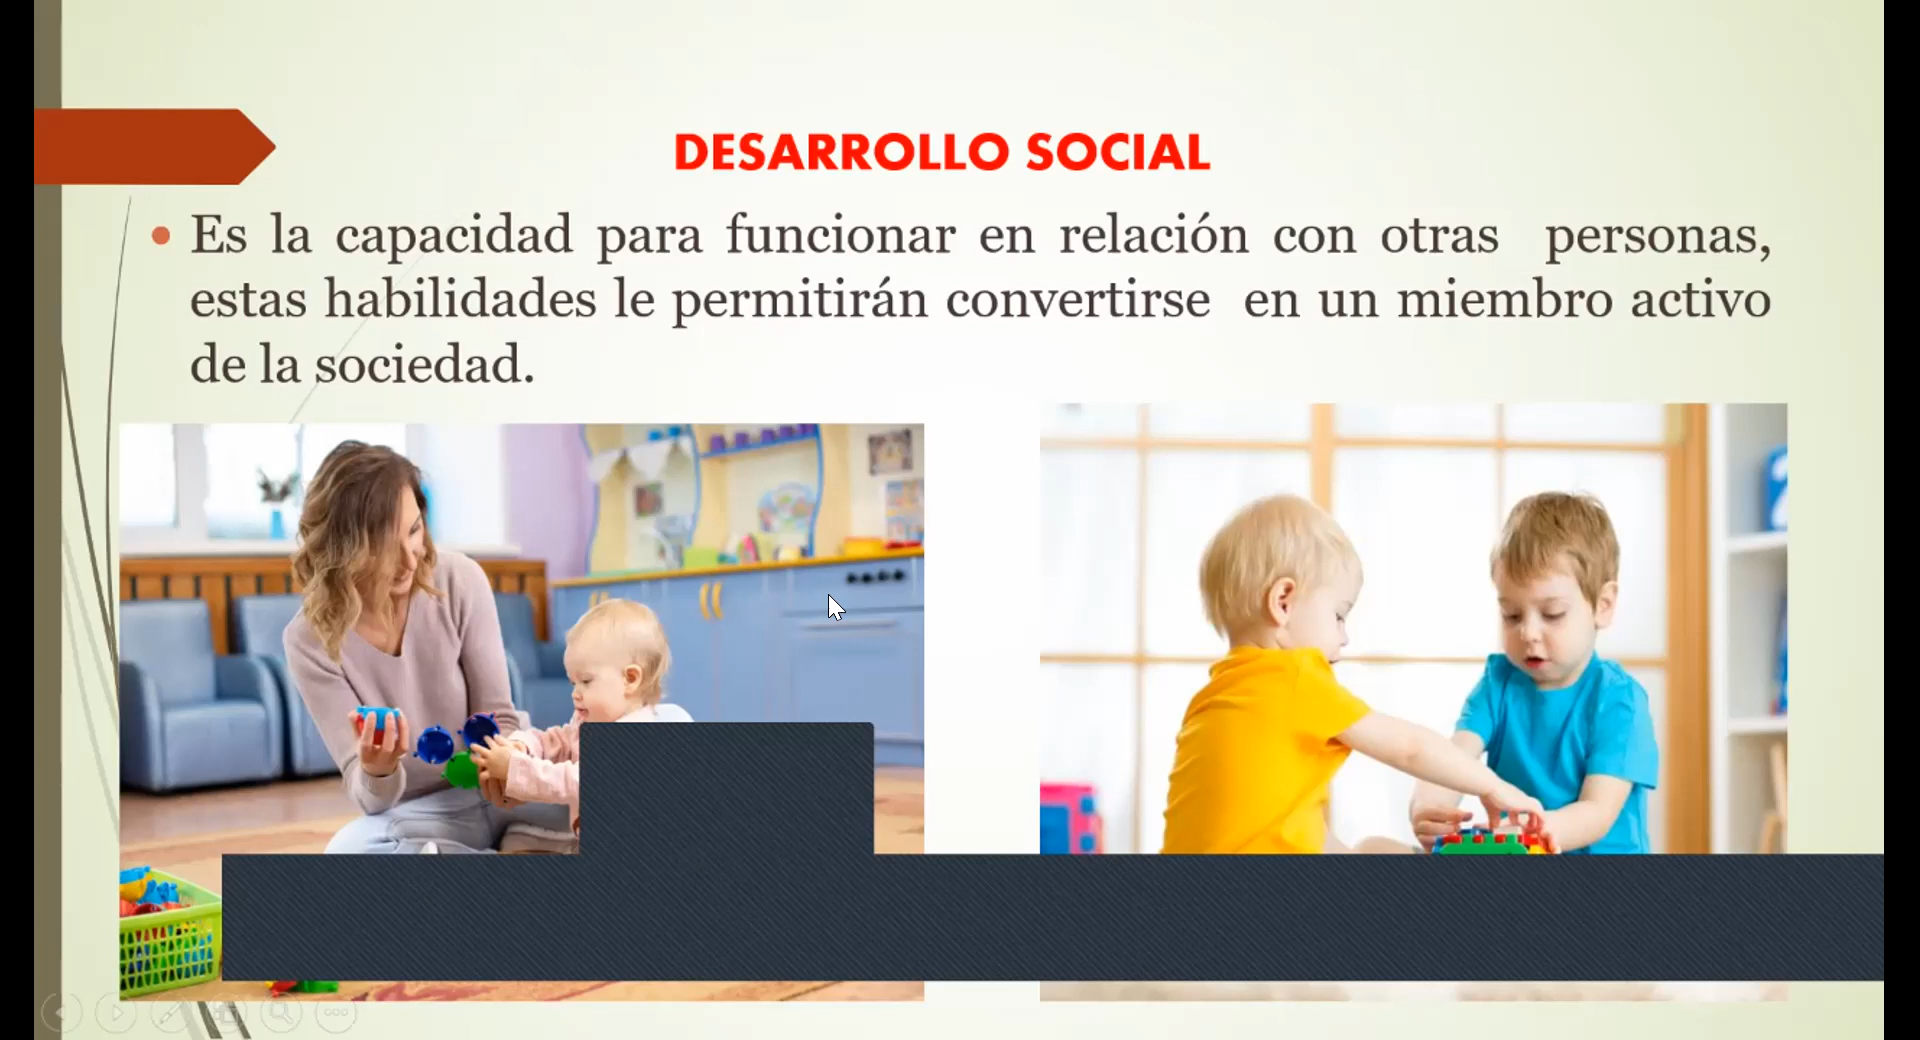 DESARROLLO SOCIAL
• Es la capacidad para funcionar en relación con otras personas,
estas habilidades le permitirán convertirse en un miembro activo
de la sociedad.